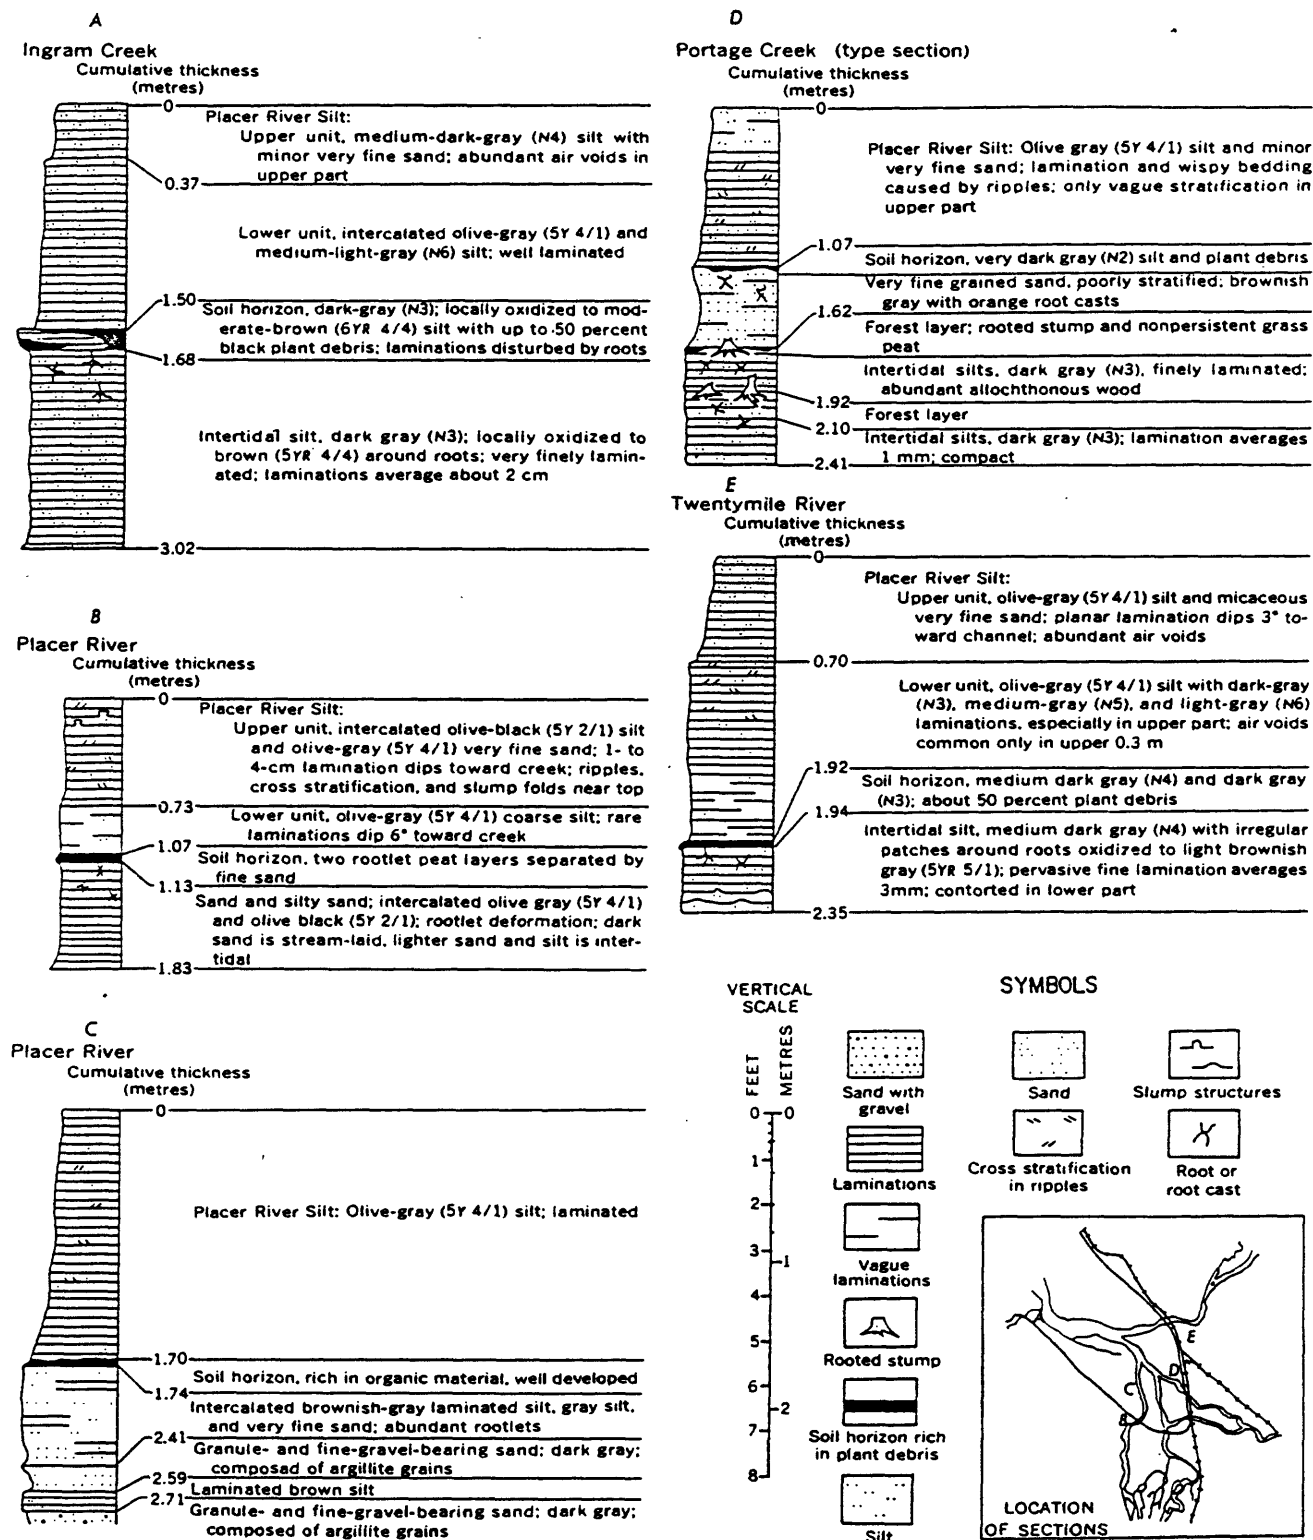 A
Ingram Creek
Cumulative thickness
(metres)
0
Placer River Silt:
Upper unit, medium-dark-gray (N4) silt with
minor very fine sand; abundant air voids in
upper part
0.37
Lower unit, intercalated olive-gray (5Y 4/1) and
medium-light-gray (N6) silt; well laminated
1.50
Soil horizon, dark-gray (N3); locally oxidized to mod-
erate-brown (6YR 4/4) silt with up to 50 percent
black plant debris; laminations disturbed by roots
1.68
Intertidal silt, dark gray (N3); locally oxidized to
brown (5YR 4/4) around roots; very finely lamin-
ated; laminations average about 2 cm
3.02
B
Placer River
Cumulative thickness
(metres)
0
Placer River Silt:
Upper unit, intercalated olive-black (5Y 2/1) silt
and olive-gray (5Y 4/1) very fine sand; 1- to
4-cm lamination dips toward creek; ripples,
cross stratification, and slump folds near top
0.73
Lower unit, olive-gray (5Y 4/1) coarse silt; rare
laminations dip 6° toward creek
1.07
Soil horizon, two rootlet peat layers separated by
fine sand
1.13
Sand and silty sand; intercalated olive gray (5Y 4/1)
and olive black (5Y 2/1); rootlet deformation; dark
sand is stream-laid, lighter sand and silt is inter-
tidal
1.83
C
Placer River
Cumulative thickness
(metres)
0
Placer River Silt: Olive-gray (5Y 4/1) silt; laminated
1.70
Soil horizon, rich in organic material, well developed
1.74
Intercalated brownish-gray laminated silt, gray silt,
and very fine sand; abundant rootlets
2.41
Granule- and fine-gravel-bearing sand; dark gray;
composad of argillite grains
2.59
Laminated brown silt
2.71
Granule- and fine-gravel-bearing sand; dark gray;
composed of argillite grains
D
Portage Creek (type section)
Cumulative thickness
(metres)
0
Placer River Silt: Olive gray (5Y 4/1) silt and minor
very fine sand; lamination and wispy bedding
caused by ripples; only vague stratification in
upper part
1.07
Soil horizon, very dark gray (N2) silt and plant debris
Very fine grained sand, poorly stratified; brownish
gray with orange root casts
1.62
Forest layer; rooted stump and nonpersistent grass
peat
Intertidal silts, dark gray (N3), finely laminated;
abundant allochthonous wood
1.92
Forest layer
2.10
Intertidal silts, dark gray (N3); lamination averages
1 mm; compact
2.41
E
Twentymile River
Cumulative thickness
(metres)
0
Placer River Silt:
Upper unit, olive-gray (5Y 4/1) silt and micaceous
very fine sand; planar lamination dips 3° to-
ward channel; abundant air voids
0.70
Lower unit, olive-gray (5Y 4/1) silt with dark-gray
(N3), medium-gray (N5), and light-gray (N6)
laminations, especially in upper part; air voids
common only in upper 0.3 m
1.92
Soil horizon, medium dark gray (N4) and dark gray
(N3); about 50 percent plant debris
1.94
Intertidal silt, medium dark gray (N4) with irregular
patches around roots oxidized to light brownish
gray (5YR 5/1); pervasive fine lamination averages
3mm; contorted in lower part
2.35
VERTICAL
SCALE
FEET
METRES
0 0
1
2
3
1
4
5
6
2
7
8
SYMBOLS
Sand with
gravel
Sand
Slump structures
Laminations
Cross stratification
in ripples
Root or
root cast
Vague
laminations
Rooted stump
Soil horizon rich
in plant debris
Silt
A
E
D
C
B
LOCATION
OF SECTIONS